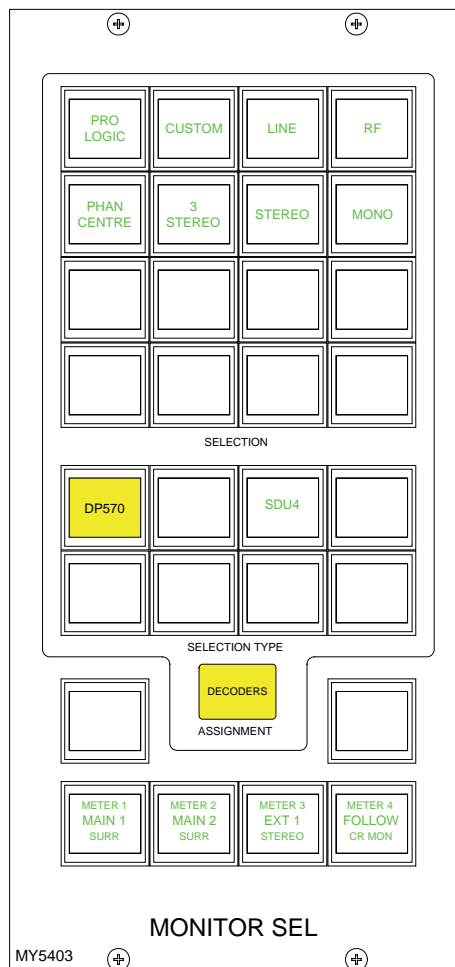 PRO
LOGIC
CUSTOM
LINE
RF
PHAN
CENTRE
3
STEREO
STEREO
MONO
SELECTION
DP570
SDU4
SELECTION TYPE
DECODERS
ASSIGNMENT
METER 1
MAIN 1
SURR
METER 2
MAIN 2
SURR
METER 3
EXT 1
STEREO
METER 4
FOLLOW
CR MON
MONITOR SEL
MY5403